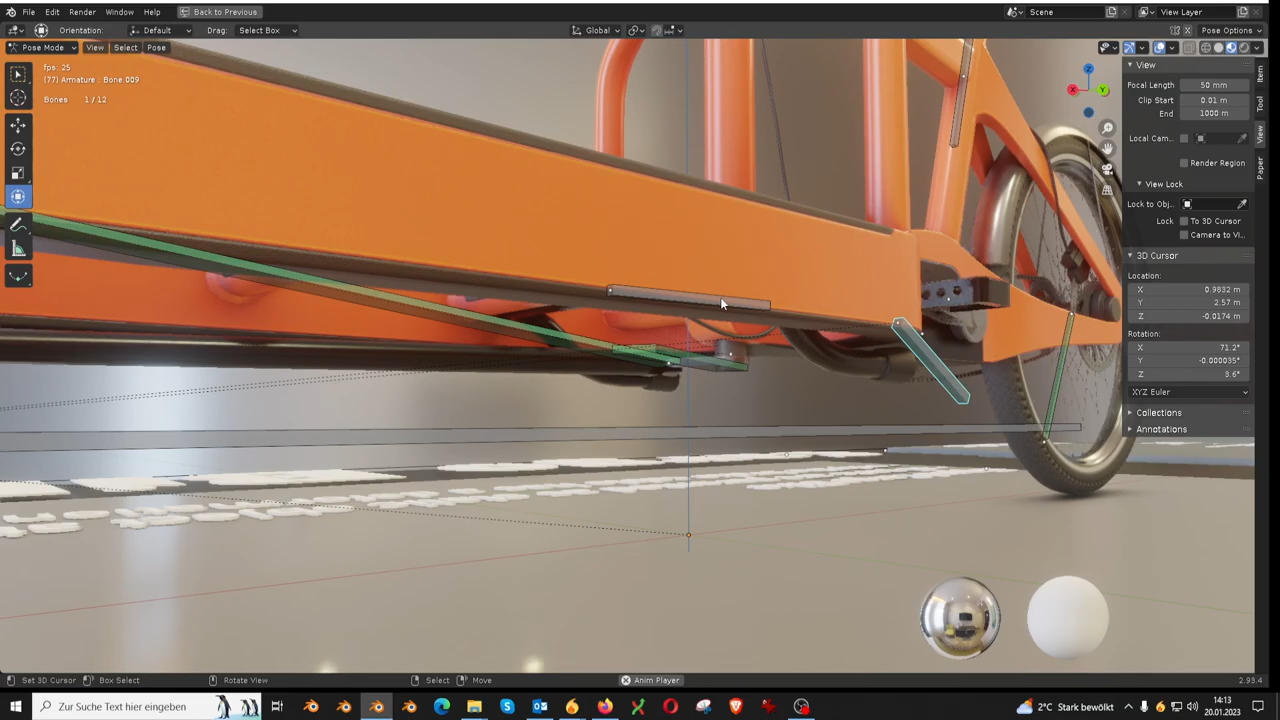 File Edit Render Window Help Back to Previous Scene View Layer
Orientation: Default Drag: Select Box Global Pose Options
Pose Mode View Select Pose
fps: 25
(77) Armature : Bone.009
Bones 1 / 12
View
Focal Length 50 mm
Clip Start 0.01 m
End 1000 m
Local Cam...
Render Region
View Lock
Lock to Obj...
Lock To 3D Cursor
Camera to Vi...
3D Cursor
Location:
X 0.9832 m
Y 2.57 m
Z -0.0174 m
Rotation:
X 71.2°
Y -0.000035°
Z 3.6°
XYZ Euler
Collections
Annotations
Item
Tool
View
Paper
X
Y
Z
Set 3D Cursor Box Select Rotate View Select Move Anim Player 2.93.4
Zur Suche Text hier eingeben 2°C Stark bewölkt 14:13
20.01.2023